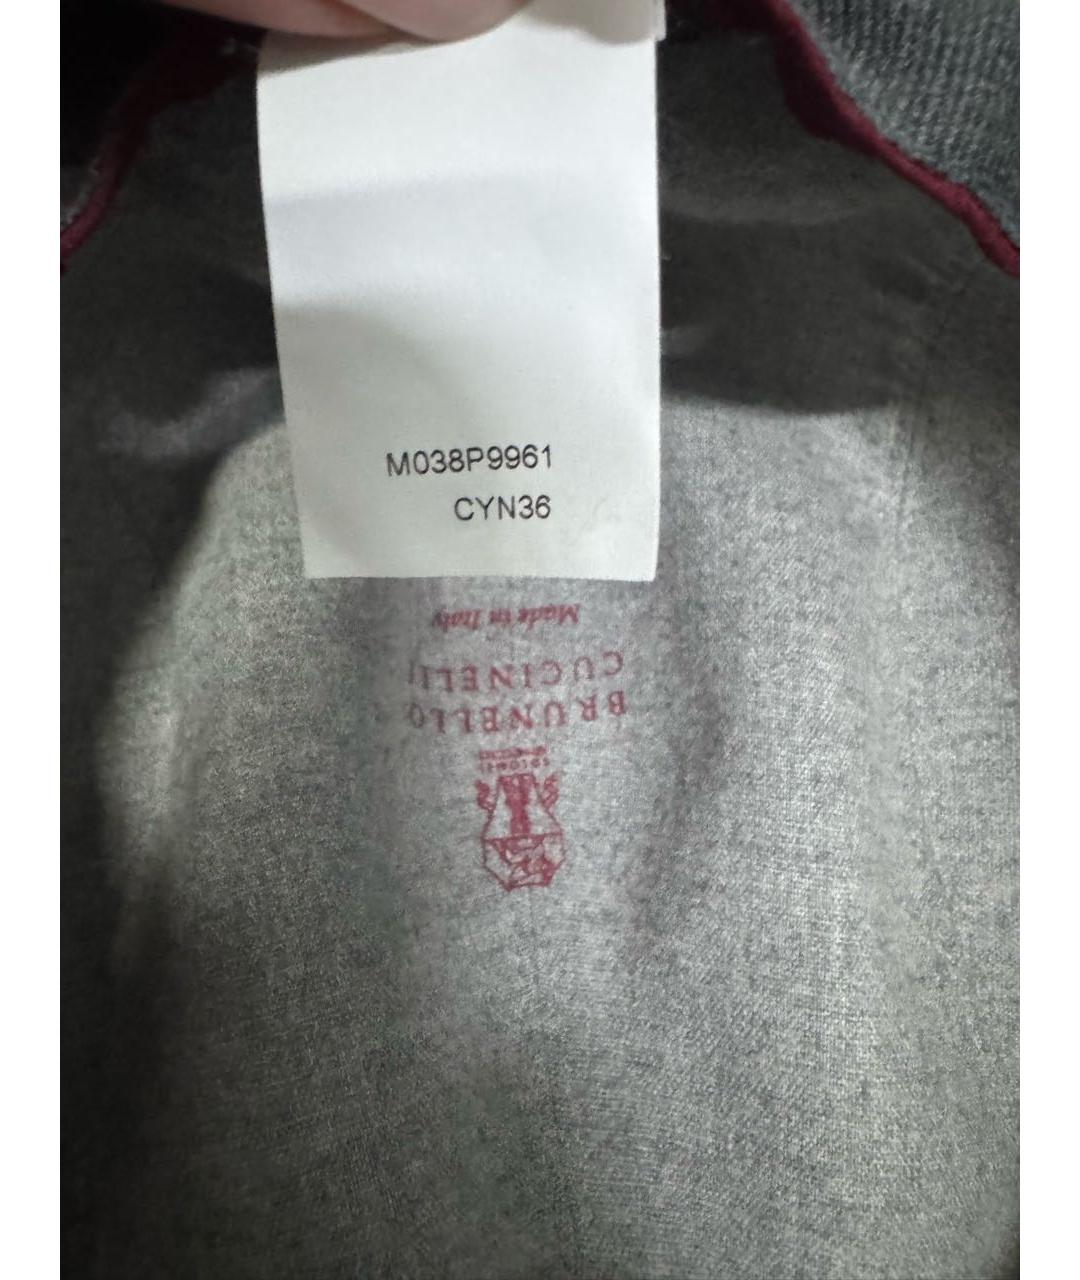 M038P9961
CYN36
BRUNELLO
CUCINELLI
Made in Italy